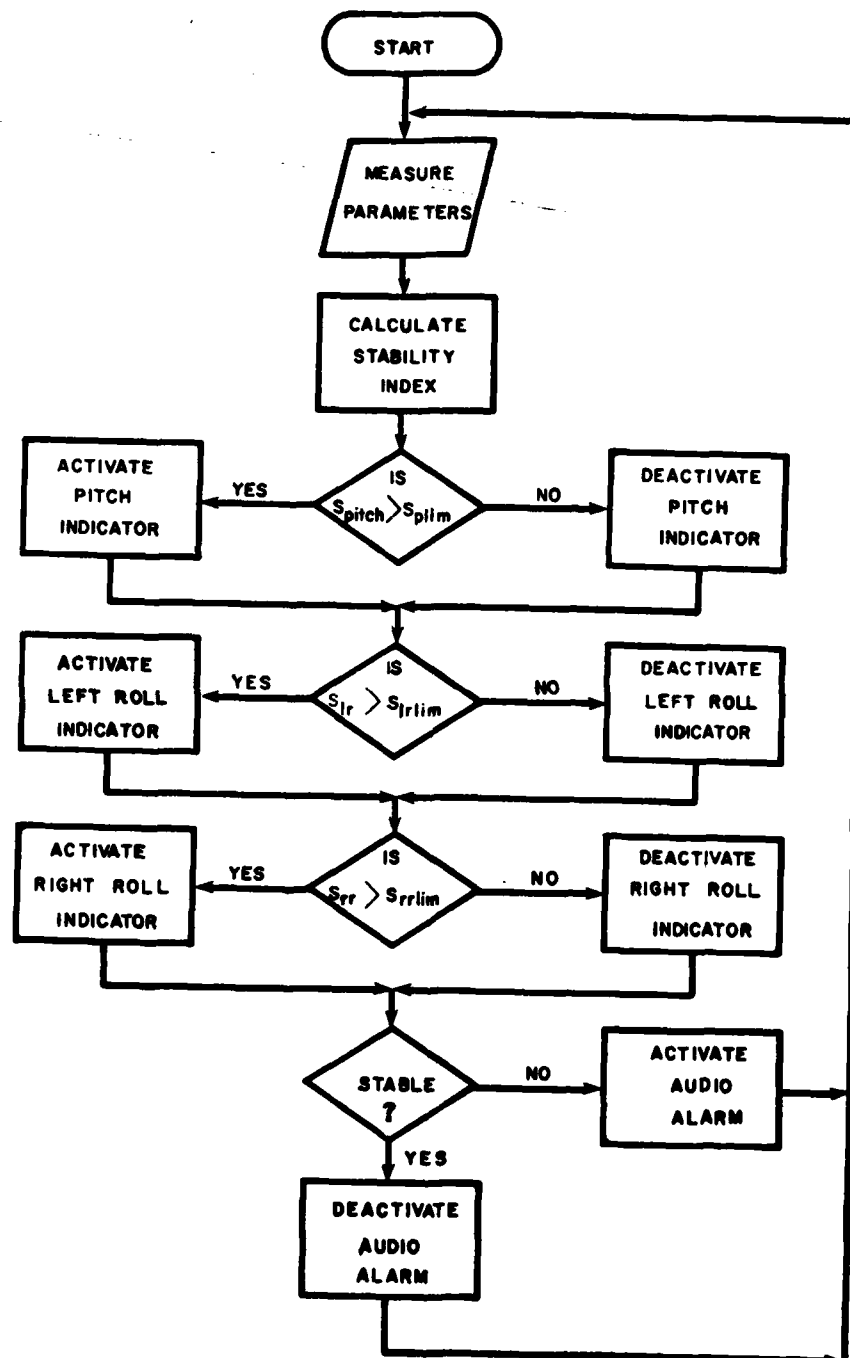 START
MEASURE
PARAMETERS
CALCULATE
STABILITY
INDEX
ACTIVATE
PITCH
INDICATOR
YES
IS
Spitch > Splim
NO
DEACTIVATE
PITCH
INDICATOR
ACTIVATE
LEFT ROLL
INDICATOR
YES
IS
Slr > Slrlim
NO
DEACTIVATE
LEFT ROLL
INDICATOR
ACTIVATE
RIGHT ROLL
INDICATOR
YES
IS
Srr > Srrlim
NO
DEACTIVATE
RIGHT ROLL
INDICATOR
STABLE
?
NO
ACTIVATE
AUDIO
ALARM
YES
DEACTIVATE
AUDIO
ALARM